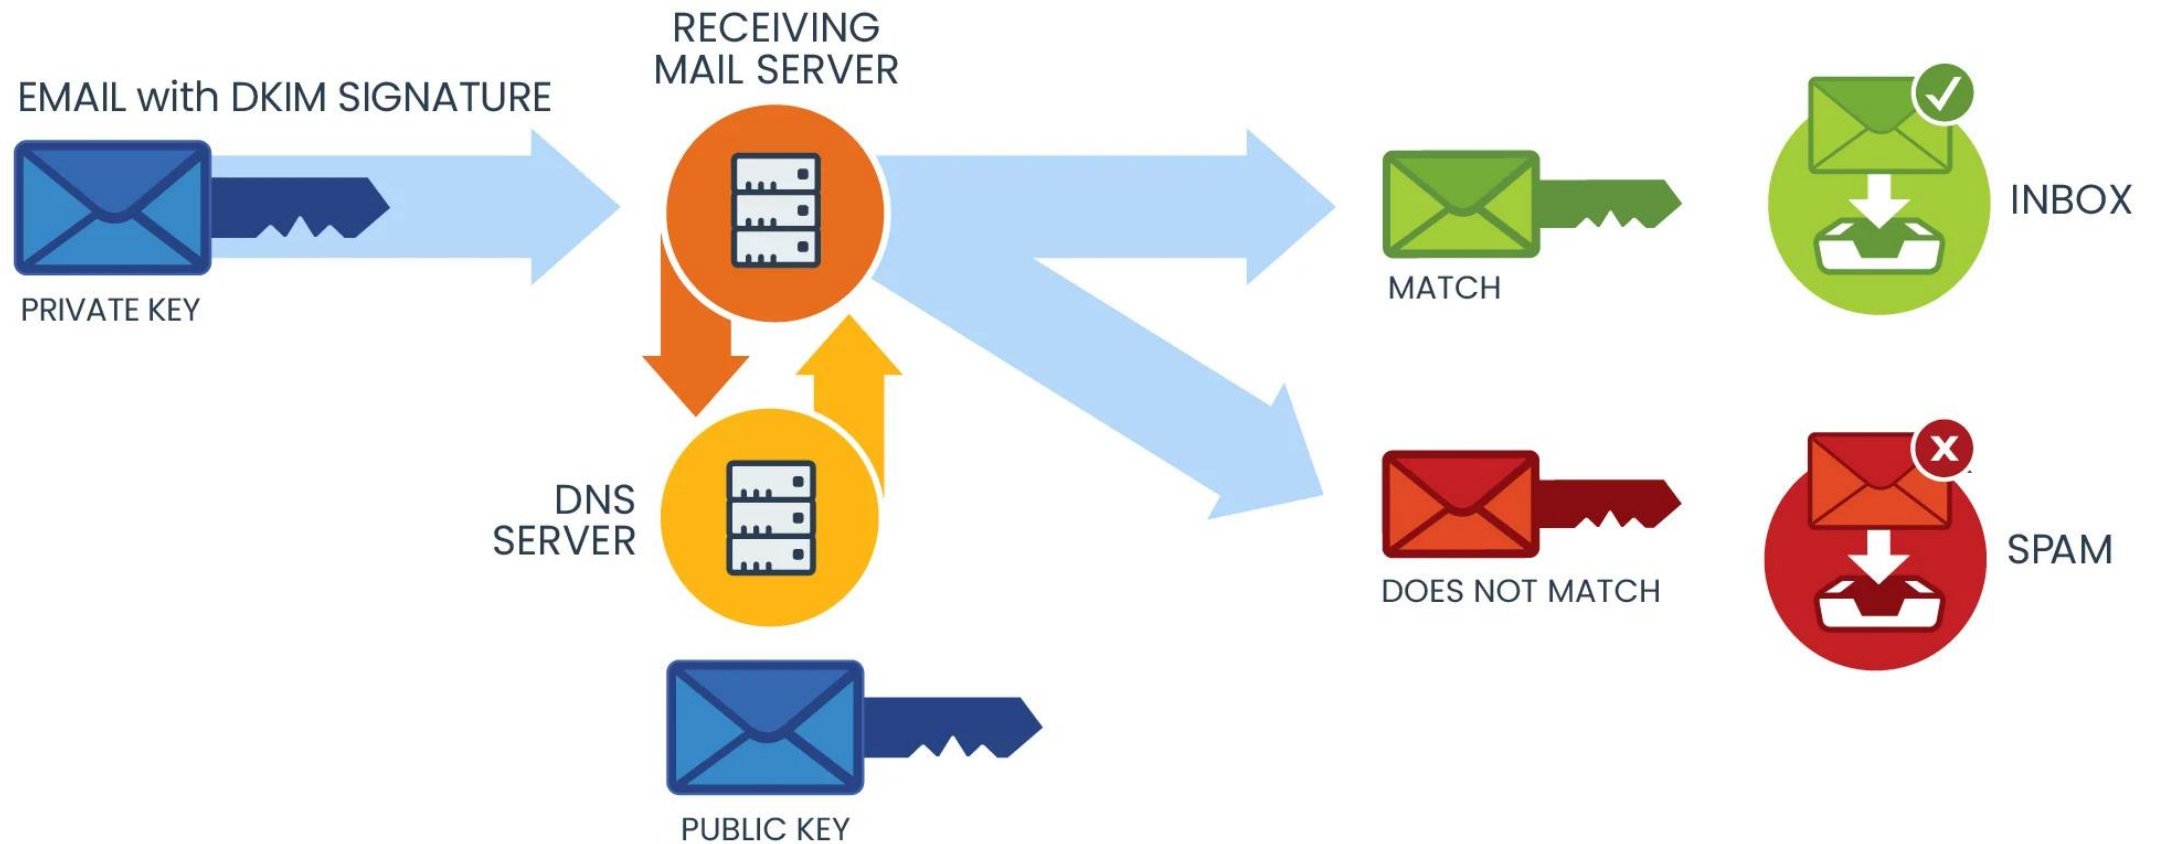 RECEIVING
MAIL SERVER
EMAIL with DKIM SIGNATURE
PRIVATE KEY
MATCH
INBOX
DNS
SERVER
DOES NOT MATCH
SPAM
PUBLIC KEY